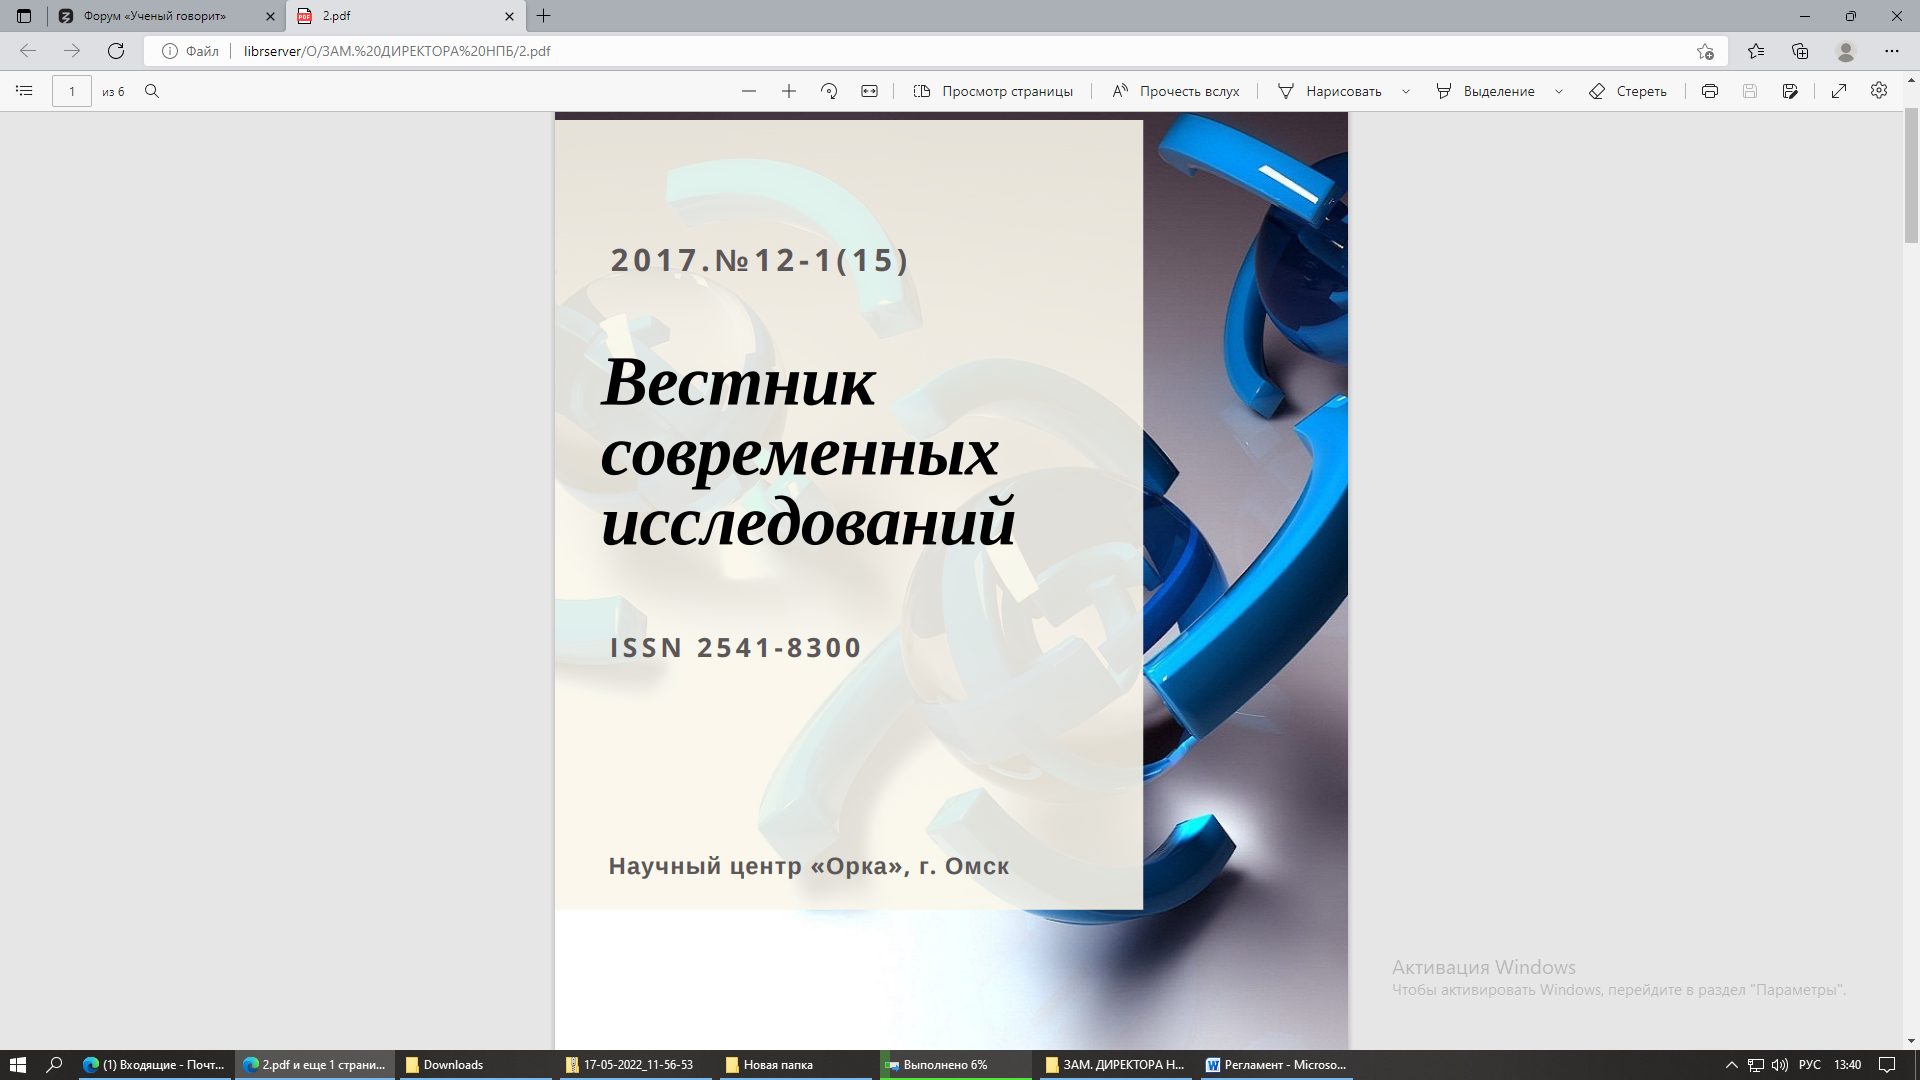 Форум «Ученый говорит»
2.pdf
Файл
librserver/O/ЗАМ.%20ДИРЕКТОРА%20НПБ/2.pdf
1
из 6
Просмотр страницы
Прочесть вслух
Нарисовать
Выделение
Стереть
2017.№12-1(15)
Вестник
современных
исследований
ISSN 2541-8300
Научный центр «Орка», г. Омск
Активация Windows
Чтобы активировать Windows, перейдите в раздел "Параметры".
(1) Входящие - Почт...
2.pdf и еще 1 страни...
Downloads
17-05-2022_11-56-53
Новая папка
Выполнено 6%
ЗАМ. ДИРЕКТОРА Н...
Регламент - Microso...
РУС
13:40